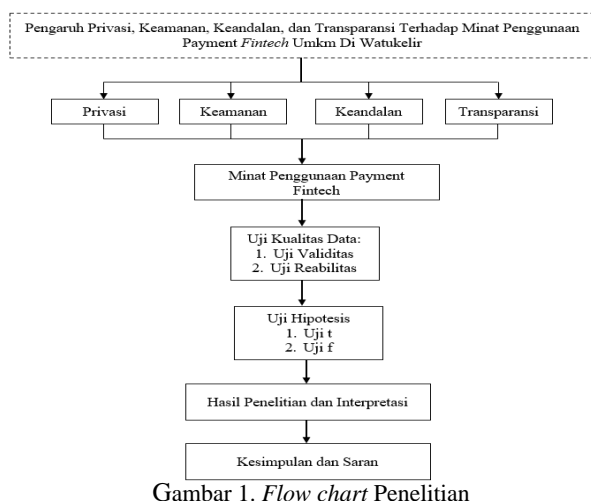 Pengaruh Privasi, Keamanan, Keandalan, dan Transparansi Terhadap Minat Penggunaan
Payment Fintech Umkm Di Watukelir
Privasi
Keamanan
Keandalan
Transparansi
Minat Penggunaan Payment
Fintech
Uji Kualitas Data:
1. Uji Validitas
2. Uji Reabilitas
Uji Hipotesis
1. Uji t
2. Uji f
Hasil Penelitian dan Interpretasi
Kesimpulan dan Saran
Gambar 1. Flow chart Penelitian